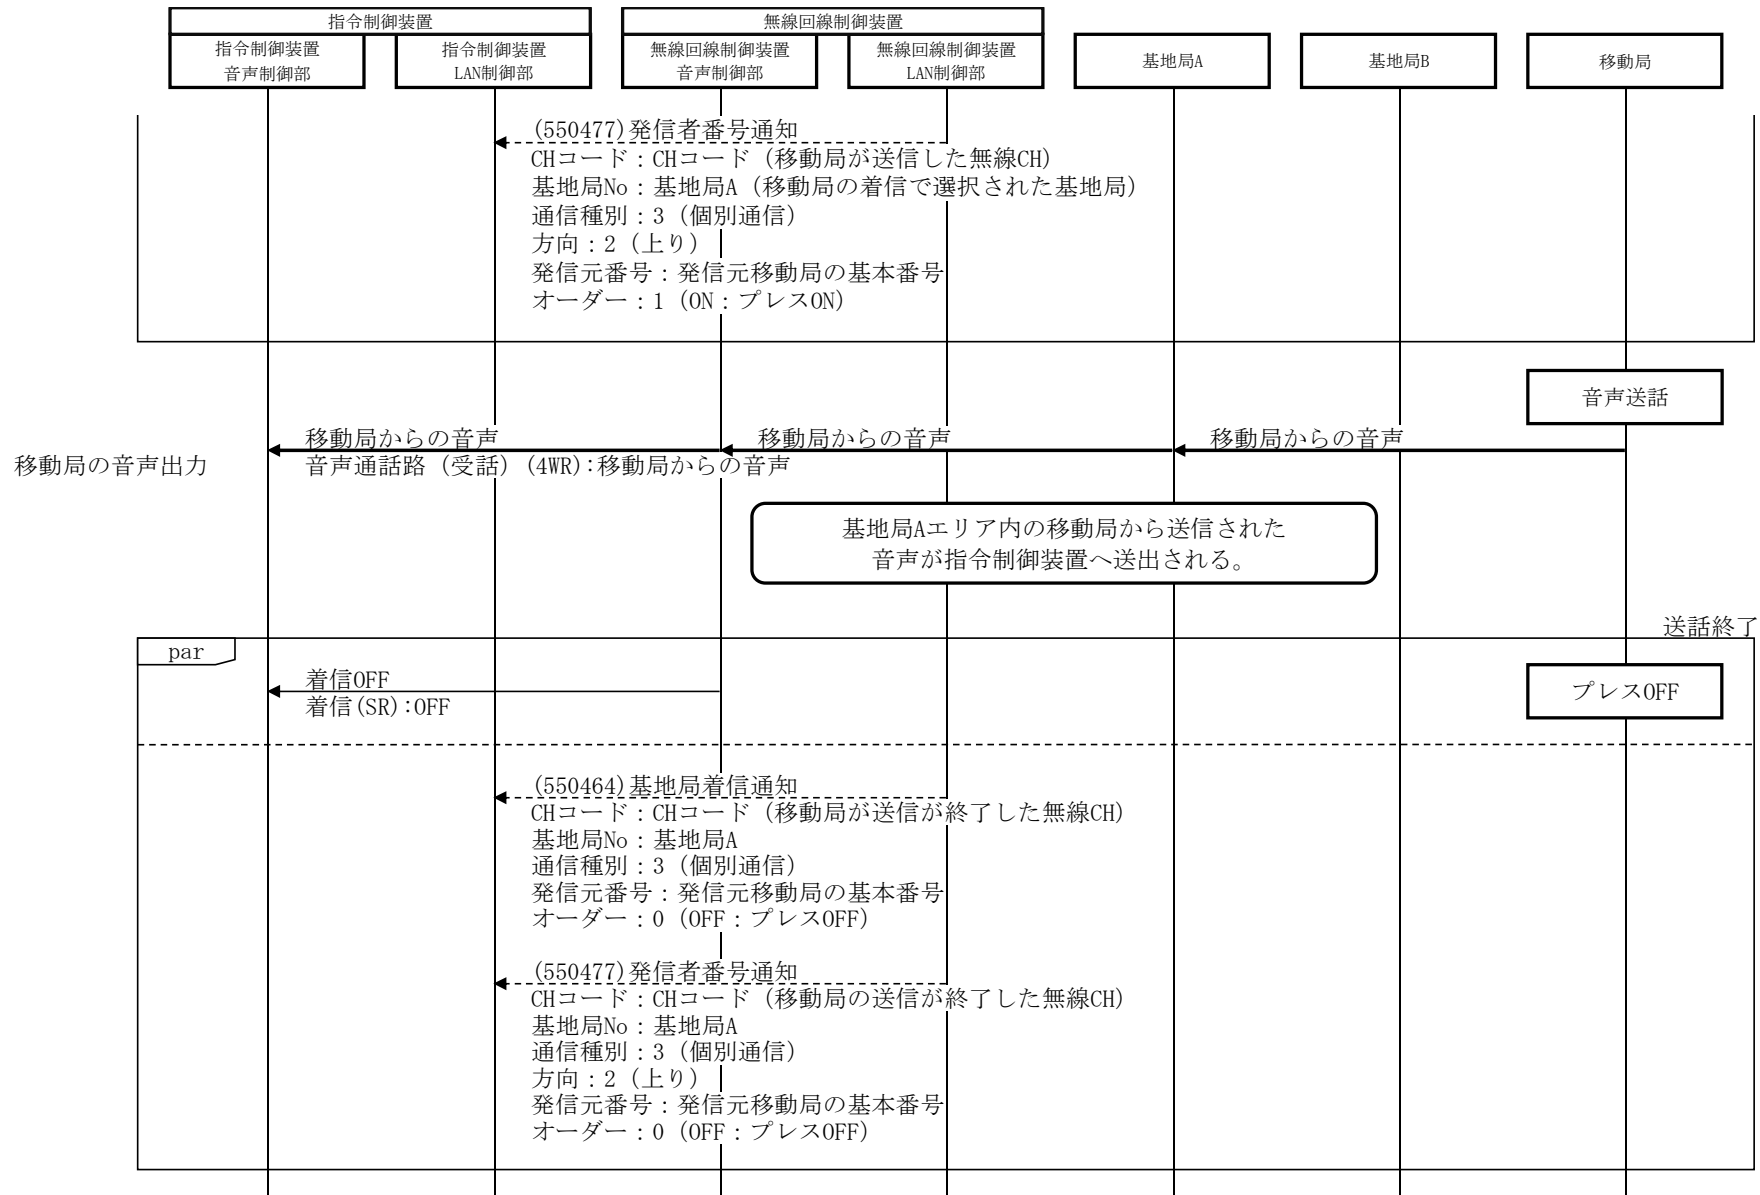 指令制御装置
無線回線制御装置
指令制御装置
音声制御部
指令制御装置
LAN制御部
無線回線制御装置
音声制御部
無線回線制御装置
LAN制御部
基地局A
基地局B
移動局
(550477)発信者番号通知
CHコード：CHコード（移動局が送信した無線CH）
基地局No：基地局A（移動局の着信で選択された基地局）
通信種別：3（個別通信）
方向：2（上り）
発信元番号：発信元移動局の基本番号
オーダー：1（ON：プレスON）
音声送話
移動局からの音声
移動局からの音声
移動局からの音声
移動局の音声出力
音声通話路（受話）(4WR):移動局からの音声
基地局Aエリア内の移動局から送信された
音声が指令制御装置へ送出される。
送話終了
par
着信OFF
着信(SR):OFF
プレスOFF
(550464)基地局着信通知
CHコード：CHコード（移動局が送信が終了した無線CH）
基地局No：基地局A
通信種別：3（個別通信）
発信元番号：発信元移動局の基本番号
オーダー：0（OFF：プレスOFF）
(550477)発信者番号通知
CHコード：CHコード（移動局の送信が終了した無線CH）
基地局No：基地局A
通信種別：3（個別通信）
方向：2（上り）
発信元番号：発信元移動局の基本番号
オーダー：0（OFF：プレスOFF）